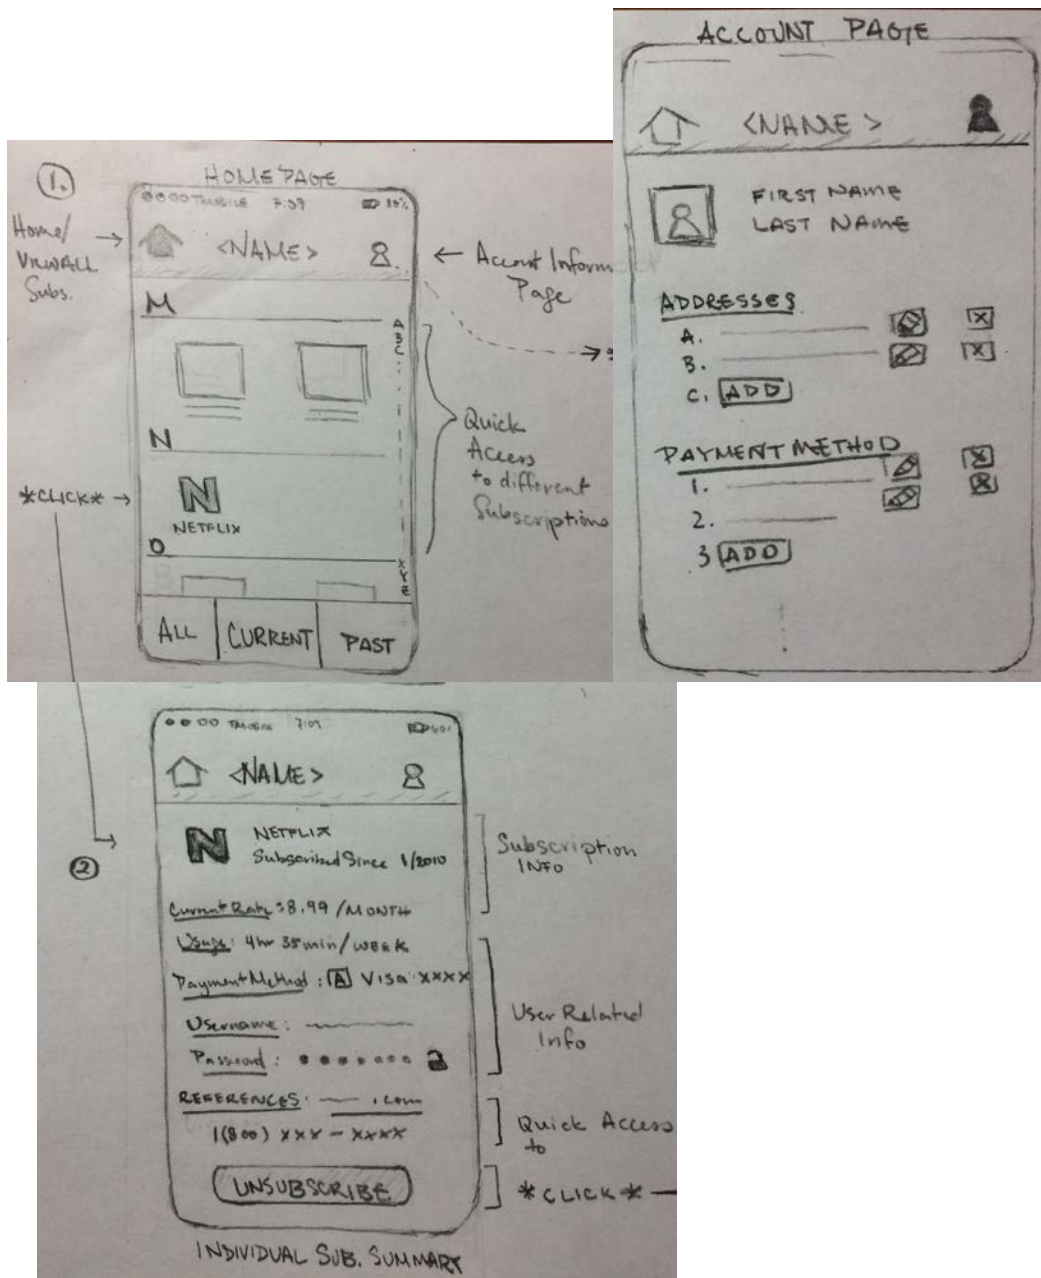 1.
HOME PAGE
TMOBILE 7:09
Home/
VIEW ALL
Subs.
<NAME>
Account Inform
Page
M
A
B
C
Quick
Access
to different
Subscriptions
N
*CLICK*
N
NETFLIX
O
X
Y
Z
ALL CURRENT PAST
ACCOUNT PAGE
<NAME>
FIRST NAME
LAST NAME
ADDRESSES
A.
B.
C. ADD
PAYMENT METHOD
1.
2.
3 ADD
2
TMOBILE 7:09
<NAME>
N NETFLIX
Subscribed Since 1/2010
Subscription
INFO
Current Rate: 8.99 /MONTH
Usage: 4hr 35min/WEEK
Payment Method: A Visa: XXXX
Username:
Password:
User Related
Info
REFERENCES: .com
1(800) XXX - XXXX
Quick Access
to
UNSUBSCRIBE
*CLICK*
INDIVIDUAL SUB. SUMMARY